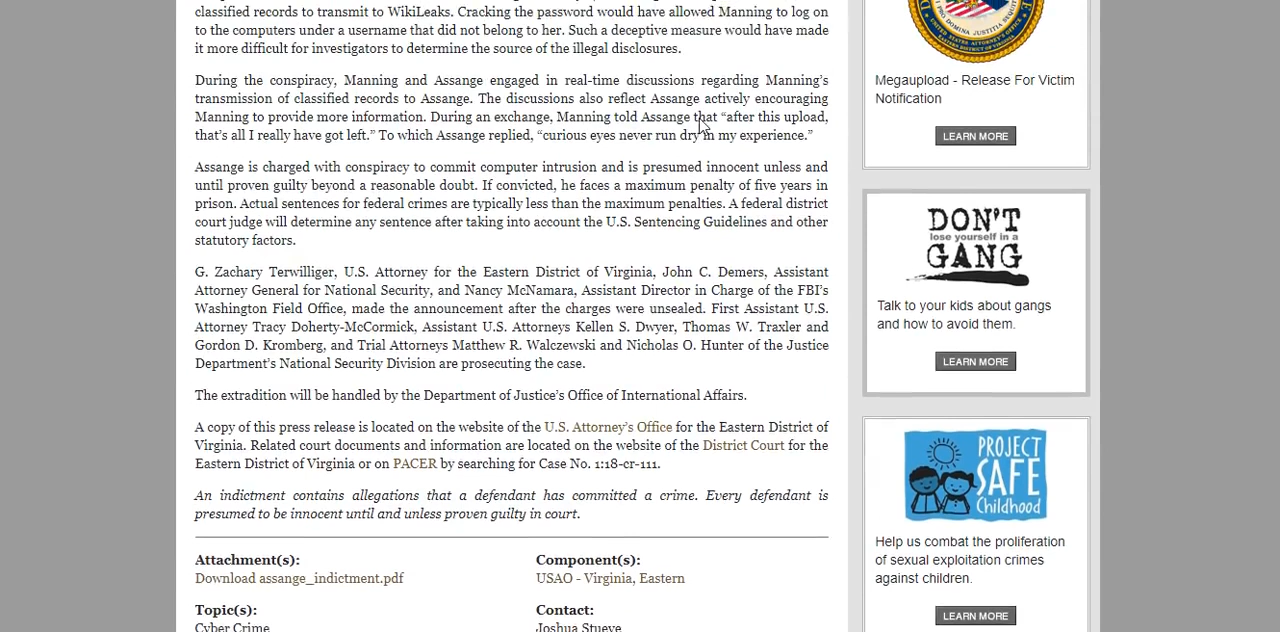 classified records to transmit to WikiLeaks. Cracking the password would have allowed Manning to log on
to the computers under a username that did not belong to her. Such a deceptive measure would have made
it more difficult for investigators to determine the source of the illegal disclosures.
During the conspiracy, Manning and Assange engaged in real-time discussions regarding Manning’s
transmission of classified records to Assange. The discussions also reflect Assange actively encouraging
Manning to provide more information. During an exchange, Manning told Assange that “after this upload,
that’s all I really have got left.” To which Assange replied, “curious eyes never run dry in my experience.”
Assange is charged with conspiracy to commit computer intrusion and is presumed innocent unless and
until proven guilty beyond a reasonable doubt. If convicted, he faces a maximum penalty of five years in
prison. Actual sentences for federal crimes are typically less than the maximum penalties. A federal district
court judge will determine any sentence after taking into account the U.S. Sentencing Guidelines and other
statutory factors.
G. Zachary Terwilliger, U.S. Attorney for the Eastern District of Virginia, John C. Demers, Assistant
Attorney General for National Security, and Nancy McNamara, Assistant Director in Charge of the FBI’s
Washington Field Office, made the announcement after the charges were unsealed. First Assistant U.S.
Attorney Tracy Doherty-McCormick, Assistant U.S. Attorneys Kellen S. Dwyer, Thomas W. Traxler and
Gordon D. Kromberg, and Trial Attorneys Matthew R. Walczewski and Nicholas O. Hunter of the Justice
Department’s National Security Division are prosecuting the case.
The extradition will be handled by the Department of Justice’s Office of International Affairs.
A copy of this press release is located on the website of the U.S. Attorney’s Office for the Eastern District of
Virginia. Related court documents and information are located on the website of the District Court for the
Eastern District of Virginia or on PACER by searching for Case No. 1:18-cr-111.
An indictment contains allegations that a defendant has committed a crime. Every defendant is
presumed to be innocent until and unless proven guilty in court.
Attachment(s):
Download assange_indictment.pdf
Component(s):
USAO - Virginia, Eastern
Topic(s):
Cyber Crime
Contact:
Joshua Stueve
Megaupload - Release For Victim
Notification
LEARN MORE
DON'T
lose yourself in a
GANG
Talk to your kids about gangs
and how to avoid them.
LEARN MORE
PROJECT
SAFE
Childhood
Help us combat the proliferation
of sexual exploitation crimes
against children.
LEARN MORE